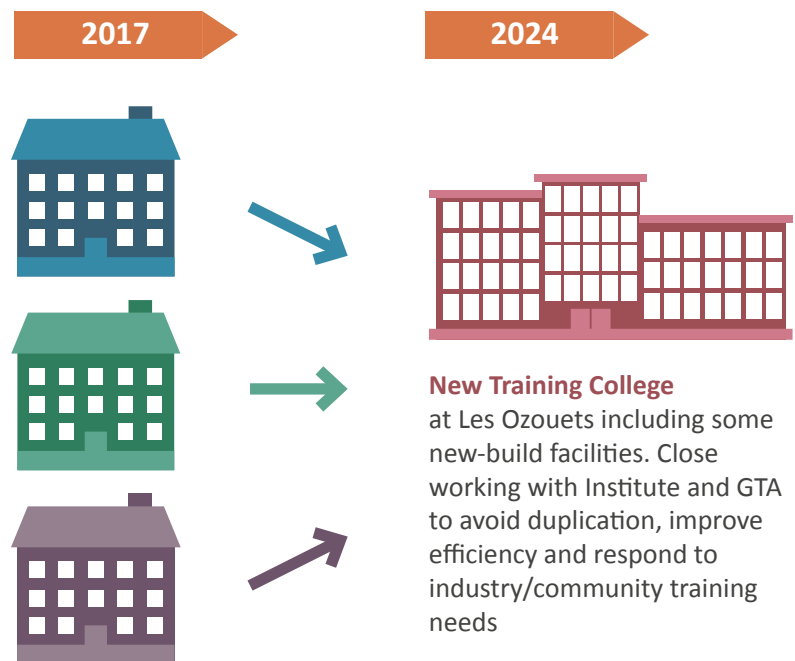 2017
2024
New Training College
at Les Ozouets including some
new-build facilities. Close
working with Institute and GTA
to avoid duplication, improve
efficiency and respond to
industry/community training
needs